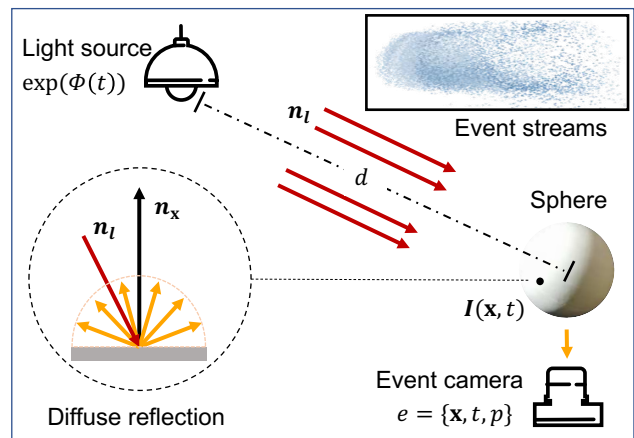 Light source
exp(Φ(t))
Event streams
n_l
d
Sphere
n_x
n_l
I(x, t)
Event camera
e = {x, t, p}
Diffuse reflection